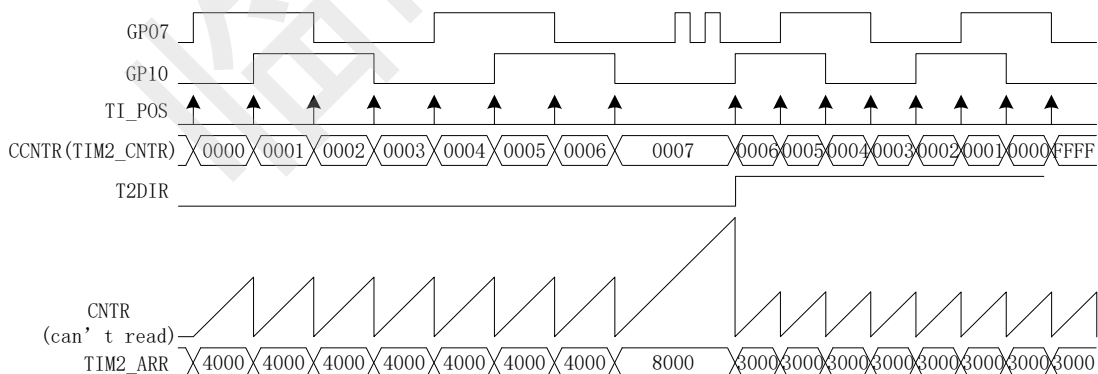 GP07
GP10
TI_POS
CCNTR(TIM2_CNTR) 0000 0001 0002 0003 0004 0005 0006 0007 0006 0005 0004 0003 0002 0001 0000 FFFF
T2DIR
CNTR
(can't read)
TIM2_ARR 4000 4000 4000 4000 4000 4000 4000 8000 3000 3000 3000 3000 3000 3000 3000 3000